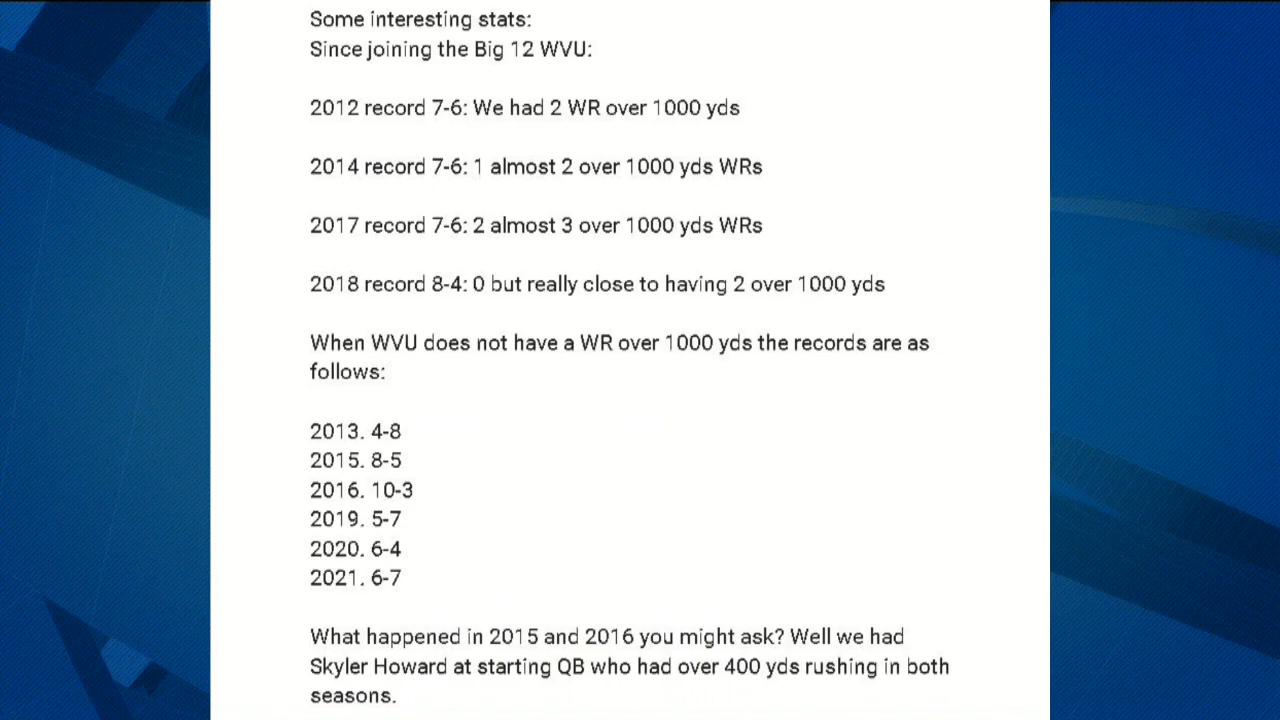 Some interesting stats:
Since joining the Big 12 WVU:
2012 record 7-6: We had 2 WR over 1000 yds
2014 record 7-6: 1 almost 2 over 1000 yds WRs
2017 record 7-6: 2 almost 3 over 1000 yds WRs
2018 record 8-4: 0 but really close to having 2 over 1000 yds
When WVU does not have a WR over 1000 yds the records are as
follows:
2013. 4-8
2015. 8-5
2016. 10-3
2019. 5-7
2020. 6-4
2021. 6-7
What happened in 2015 and 2016 you might ask? Well we had
Skyler Howard at starting QB who had over 400 yds rushing in both
seasons.